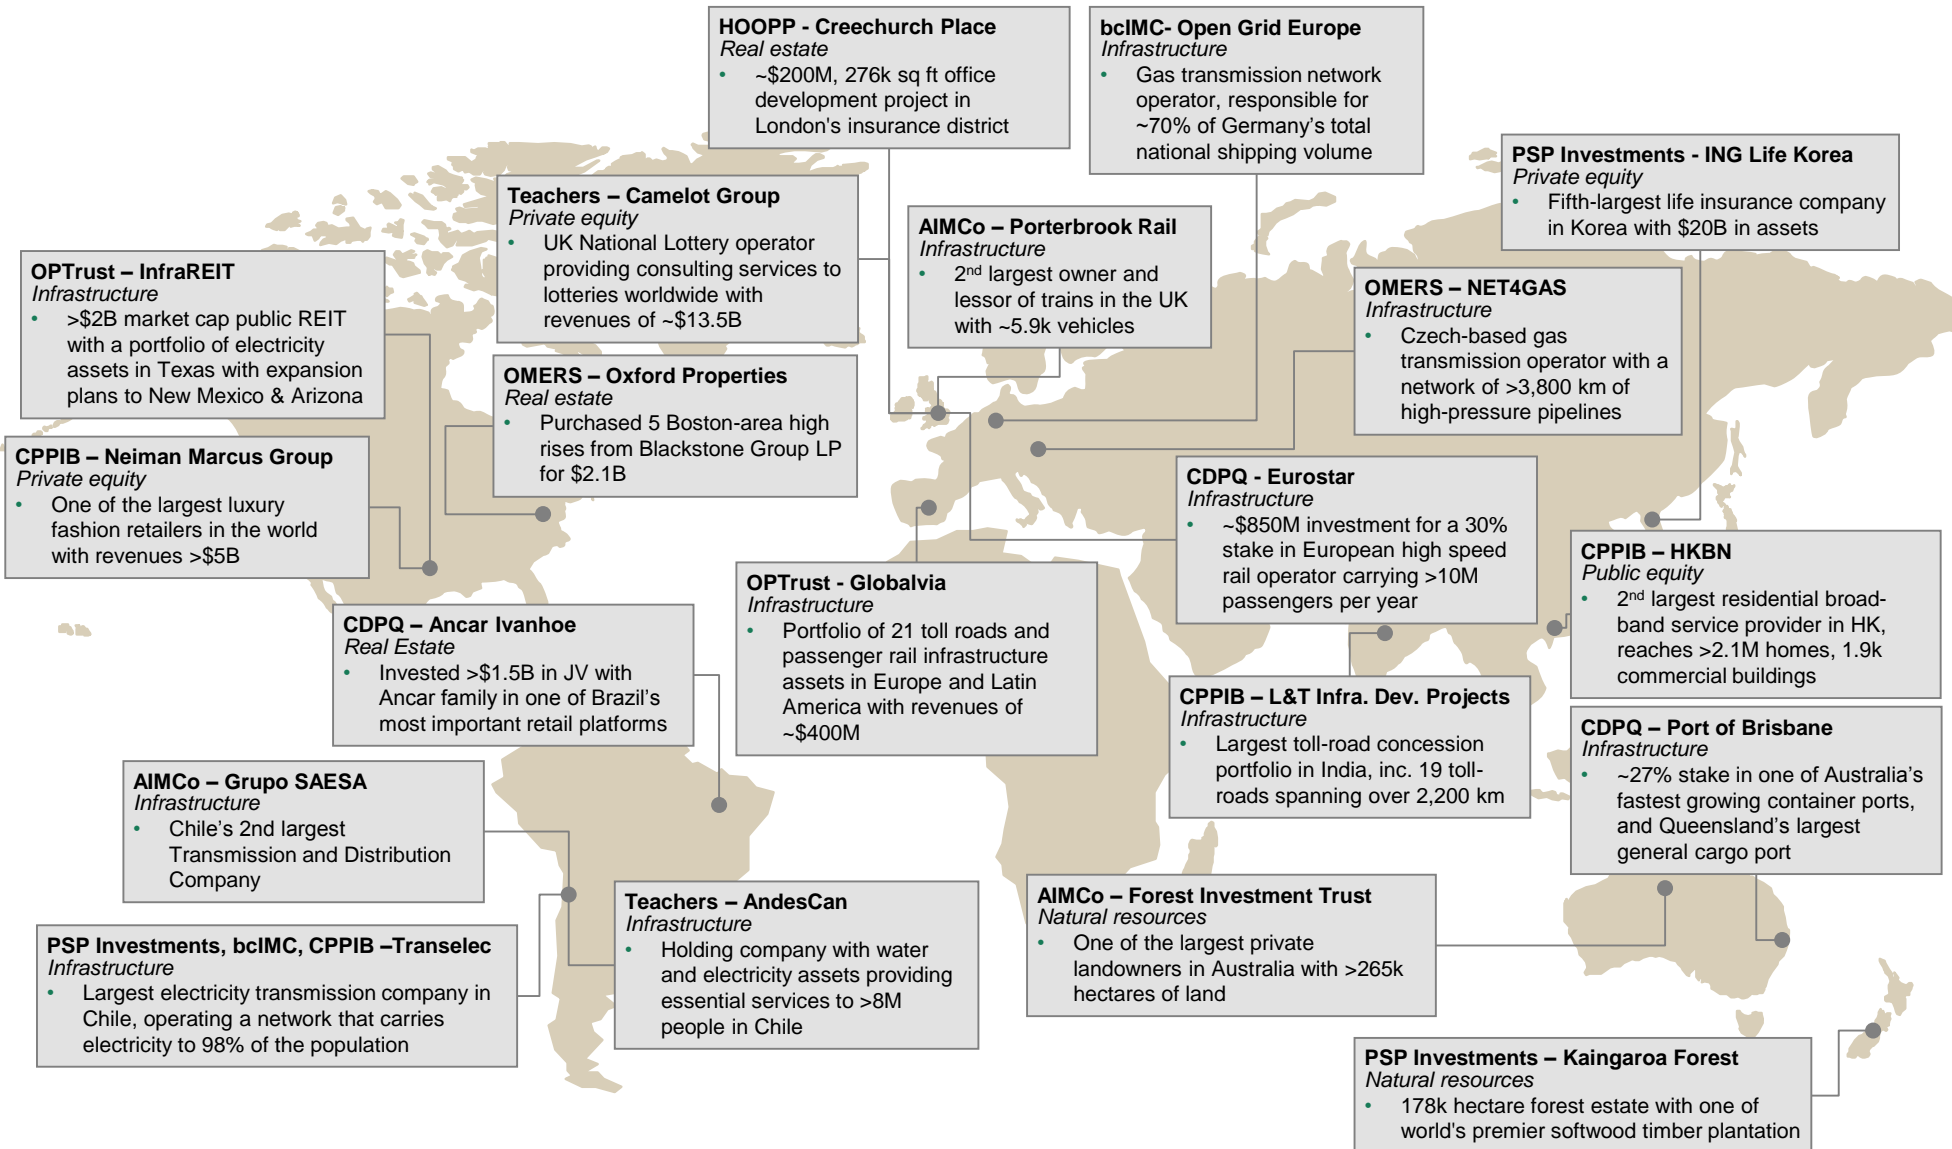 HOOPP - Creechurch Place
Real estate
• ~$200M, 276k sq ft office
development project in
London's insurance district
bcIMC- Open Grid Europe
Infrastructure
• Gas transmission network
operator, responsible for
~70% of Germany’s total
national shipping volume
PSP Investments - ING Life Korea
Private equity
• Fifth-largest life insurance company
in Korea with $20B in assets
Teachers – Camelot Group
Private equity
• UK National Lottery operator
providing consulting services to
lotteries worldwide with
revenues of ~$13.5B
AIMCo – Porterbrook Rail
Infrastructure
• 2nd largest owner and
lessor of trains in the UK
with ~5.9k vehicles
OPTrust – InfraREIT
Infrastructure
• >$2B market cap public REIT
with a portfolio of electricity
assets in Texas with expansion
plans to New Mexico & Arizona
OMERS – NET4GAS
Infrastructure
• Czech-based gas
transmission operator with a
network of >3,800 km of
high-pressure pipelines
OMERS – Oxford Properties
Real estate
• Purchased 5 Boston-area high
rises from Blackstone Group LP
for $2.1B
CPPIB – Neiman Marcus Group
Private equity
• One of the largest luxury
fashion retailers in the world
with revenues >$5B
CDPQ - Eurostar
Infrastructure
• ~$850M investment for a 30%
stake in European high speed
rail operator carrying >10M
passengers per year
CPPIB – HKBN
Public equity
• 2nd largest residential broad-
band service provider in HK,
reaches >2.1M homes, 1.9k
commercial buildings
OPTrust - Globalvia
Infrastructure
• Portfolio of 21 toll roads and
passenger rail infrastructure
assets in Europe and Latin
America with revenues of
~$400M
CDPQ – Ancar Ivanhoe
Real Estate
• Invested >$1.5B in JV with
Ancar family in one of Brazil’s
most important retail platforms
CPPIB – L&T Infra. Dev. Projects
Infrastructure
• Largest toll-road concession
portfolio in India, inc. 19 toll-
roads spanning over 2,200 km
CDPQ – Port of Brisbane
Infrastructure
• ~27% stake in one of Australia’s
fastest growing container ports,
and Queensland’s largest
general cargo port
AIMCo – Grupo SAESA
Infrastructure
• Chile’s 2nd largest
Transmission and Distribution
Company
Teachers – AndesCan
Infrastructure
• Holding company with water
and electricity assets providing
essential services to >8M
people in Chile
AIMCo – Forest Investment Trust
Natural resources
• One of the largest private
landowners in Australia with >265k
hectares of land
PSP Investments, bcIMC, CPPIB –Transelec
Infrastructure
• Largest electricity transmission company in
Chile, operating a network that carries
electricity to 98% of the population
PSP Investments – Kaingaroa Forest
Natural resources
• 178k hectare forest estate with one of
world's premier softwood timber plantation